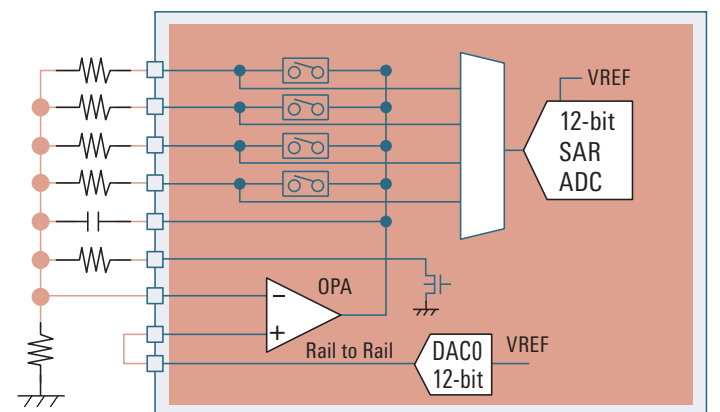 VREF
12-bit
SAR
ADC
OPA
−
+
Rail to Rail
DAC0
12-bit
VREF